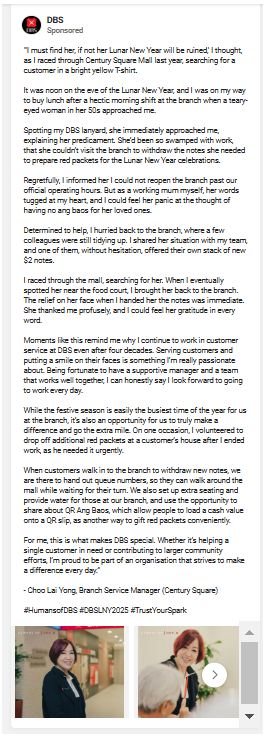 DBS
Sponsored
"'I must find her, if not her Lunar New Year will be ruined,' I thought,
as I raced through Century Square Mall last year, searching for a
customer in a bright yellow T-shirt.
It was noon on the eve of the Lunar New Year, and I was on my way
to buy lunch after a hectic morning shift at the branch when a teary-
eyed woman in her 50s approached me.
Spotting my DBS lanyard, she immediately approached me,
explaining her predicament. She'd been so swamped with work,
that she couldn't visit the branch to withdraw the notes she needed
to prepare red packets for the Lunar New Year celebrations.
Regretfully, I informed her I could not reopen the branch past our
official operating hours. But as a working mum myself, her words
tugged at my heart, and I could feel her panic at the thought of
having no ang baos for her loved ones.
Determined to help, I hurried back to the branch, where a few
colleagues were still tidying up. I shared her situation with my team,
and one of them, without hesitation, offered their own stack of new
$2 notes.
I raced through the mall, searching for her. When I eventually
spotted her near the food court, I brought her back to the branch.
The relief on her face when I handed her the notes was immediate.
She thanked me profusely, and I could feel her gratitude in every
word.
Moments like this remind me why I continue to work in customer
service at DBS even after four decades. Serving customers and
putting a smile on their faces is something I'm really passionate
about. Being fortunate to have a supportive manager and a team
that works well together, I can honestly say I look forward to going
to work every day.
While the festive season is easily the busiest time of the year for us
at the branch, it's also an opportunity for us to truly make a
difference and go the extra mile. On one occasion, I volunteered to
drop off additional red packets at a customer's house after I ended
work, as he needed it urgently.
When customers walk in to the branch to withdraw new notes, we
are there to hand out queue numbers, so they can walk around the
mall while waiting for their turn. We also set up extra seating and
provide water for those at our branch, and use the opportunity to
share about QR Ang Baos, which allow people to load a cash value
onto a QR slip, as another way to gift red packets conveniently.
For me, this is what makes DBS special. Whether it's helping a
single customer in need or contributing to larger community
efforts, I'm proud to be part of an organisation that strives to make
a difference every day."
- Choo Lai Yong, Branch Service Manager (Century Square)
#HumansofDBS #DBSLNY2025 #TrustYourSpark